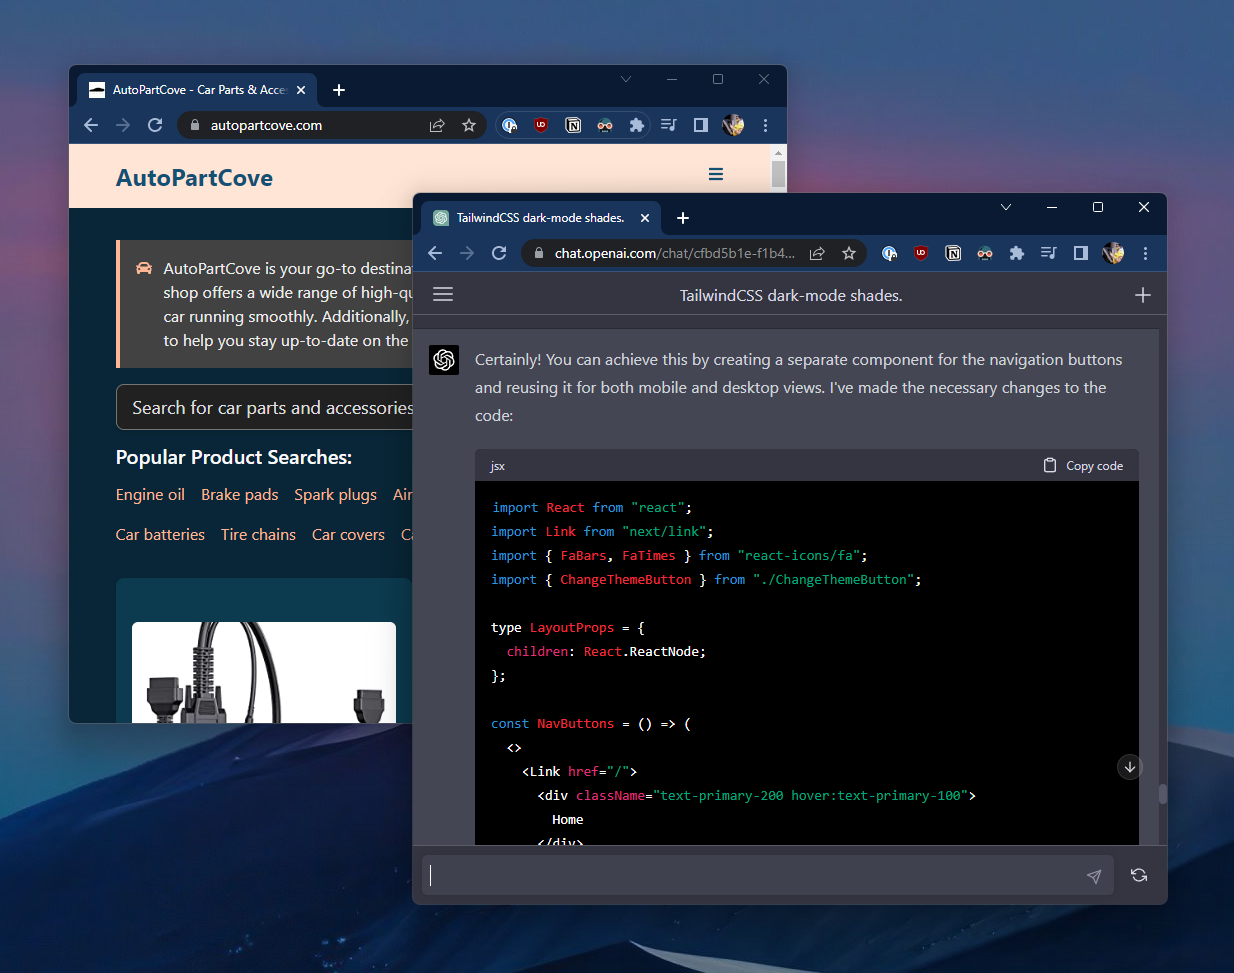 AutoPartCove - Car Parts & Acces
autopartcove.com
AutoPartCove
AutoPartCove is your go-to destina
shop offers a wide range of high-qu
car running smoothly. Additionally,
to help you stay up-to-date on the
Search for car parts and accessories
Popular Product Searches:
Engine oil Brake pads Spark plugs Air
Car batteries Tire chains Car covers
TailwindCSS dark-mode shades.
chat.openai.com/chat/cfbd5b1e-f1b4...
TailwindCSS dark-mode shades.
Certainly! You can achieve this by creating a separate component for the navigation buttons
and reusing it for both mobile and desktop views. I've made the necessary changes to the
code:
jsx Copy code
import React from "react";
import Link from "next/link";
import { FaBars, FaTimes } from "react-icons/fa";
import { ChangeThemeButton } from "./ChangeThemeButton";
type LayoutProps = {
children: React.ReactNode;
};
const NavButtons = () => (
<>
<Link href="/">
<div className="text-primary-200 hover:text-primary-100">
Home
</div>